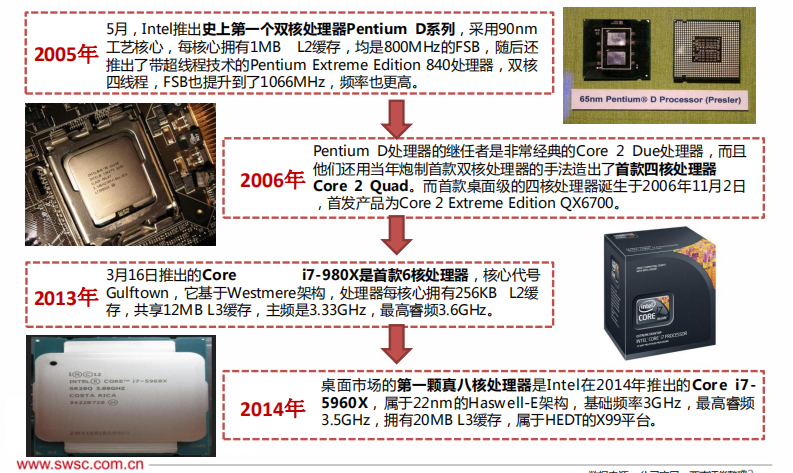 5月，Intel推出史上第一个双核处理器Pentium D系列，采用90nm
2005年
工艺核心，每核心拥有1MB L2缓存，均是800MHz的FSB，随后还
推出了带超线程技术的Pentium Extreme Edition 840处理器，双核
四线程，FSB也提升到了1066MHz，频率也更高。
65nm Pentium® D Processor (Presler)
Pentium D处理器的继任者是非常经典的Core 2 Due处理器，而且
2006年
他们还用当年炮制首款双核处理器的手法造出了首款四核处理器
Core 2 Quad。而首款桌面级的四核处理器诞生于2006年11月2日
，首发产品为Core 2 Extreme Edition QX6700。
3月16日推出的Core i7-980X是首款6核处理器，核心代号
2013年
Gulftown，它基于Westmere架构，处理器每核心拥有256KB L2缓
存，共享12MB L3缓存，主频是3.33GHz，最高睿频3.6GHz。
intel
CORE i7
INTEL® CORE™ i7 PROCESSOR
INTEL® CORE™ i7-5960X
SR20Q 3.00GHZ
COSTA RICA
桌面市场的第一颗真八核处理器是Intel在2014年推出的Core i7-
2014年
5960X，属于22nm的Haswell-E架构，基础频率3GHz，最高睿频
3.5GHz，拥有20MB L3缓存，属于HEDT的X99平台。
www.swsc.com.cn